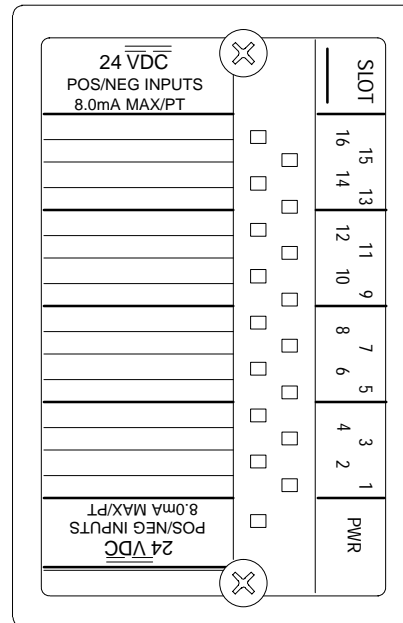 24 VDC
POS/NEG INPUTS
8.0mA MAX/PT
SLOT
16
15
14
13
12
11
10
9
8
7
6
5
4
3
2
1
PWR
24 VDC
POS/NEG INPUTS
8.0mA MAX/PT